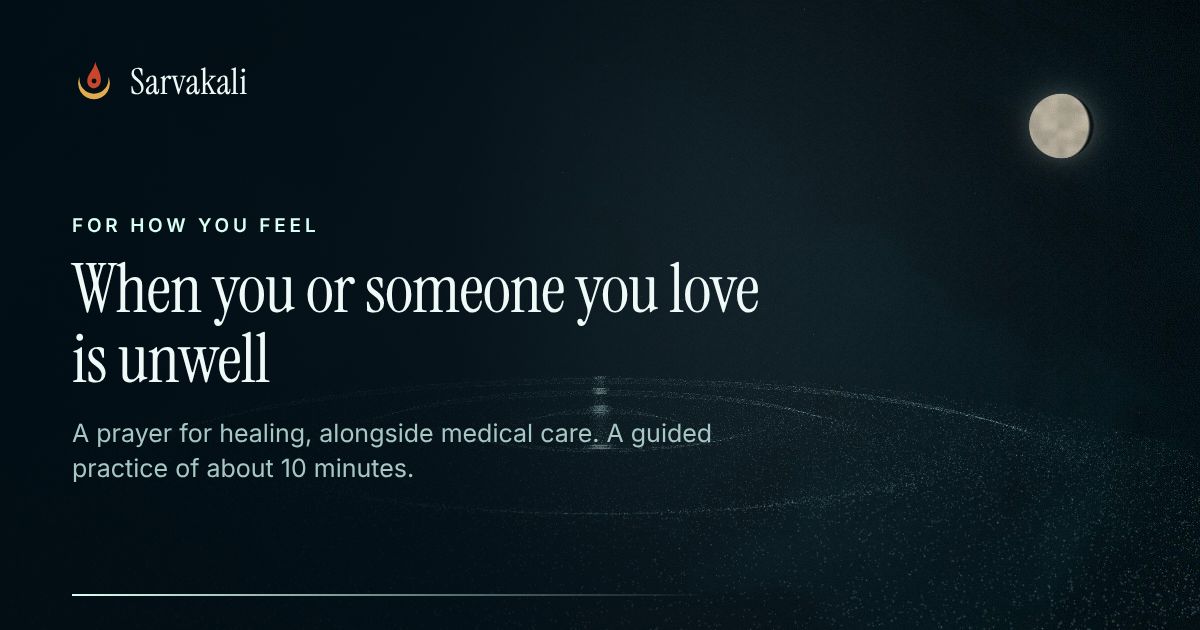 Sarvakali
FOR HOW YOU FEEL
When you or someone you love
is unwell
A prayer for healing, alongside medical care. A guided
practice of about 10 minutes.